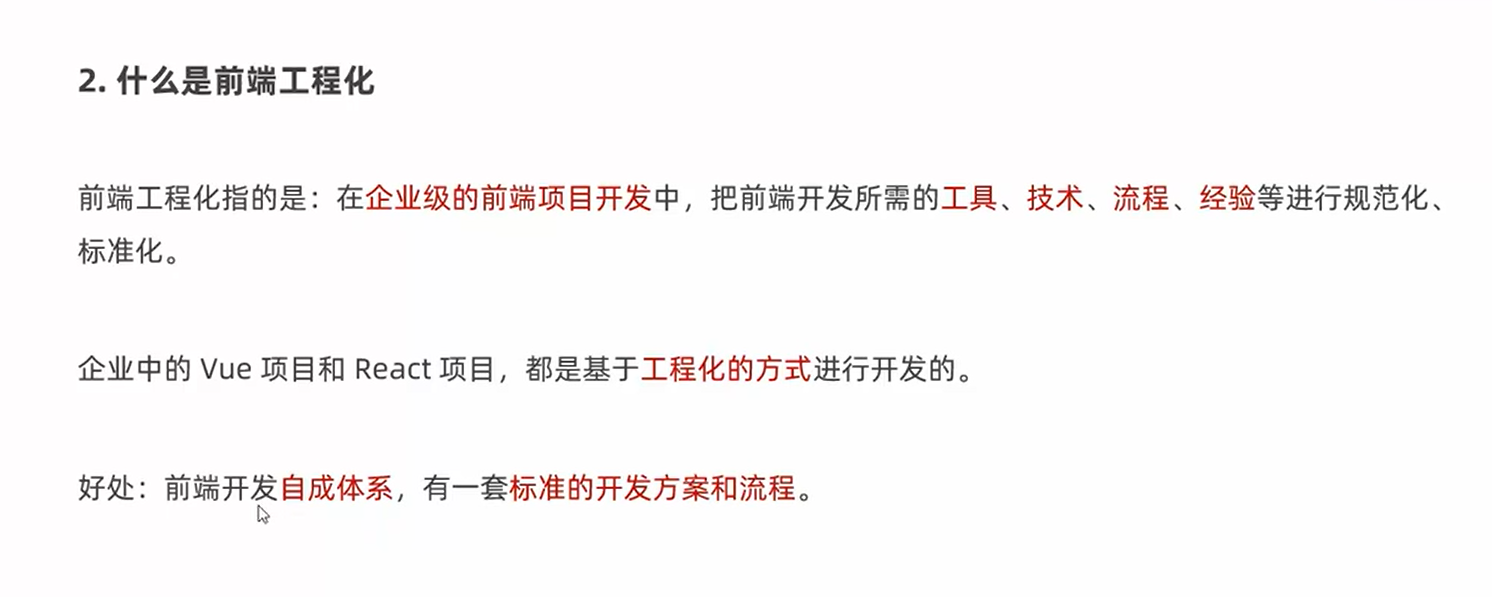 2. 什么是前端工程化
前端工程化指的是：在企业级的前端项目开发中，把前端开发所需的工具、技术、流程、经验等进行规范化、
标准化。
企业中的 Vue 项目和 React 项目，都是基于工程化的方式进行开发的。
好处：前端开发自成体系，有一套标准的开发方案和流程。